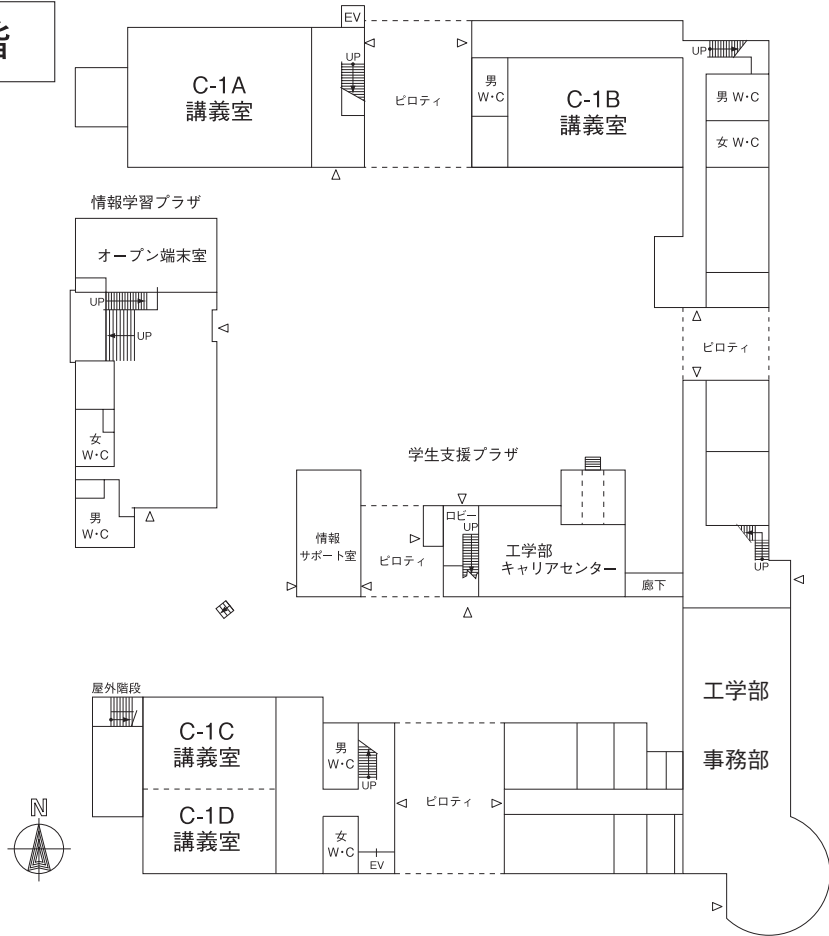 階
EV
UP
C-1A
講義室
ピロティ
男
W・C
C-1B
講義室
UP
男 W・C
女 W・C
情報学習プラザ
オープン端末室
UP
UP
女
W・C
男
W・C
ピロティ
学生支援プラザ
情報
サポート室
ピロティ
ロビー
UP
工学部
キャリアセンター
廊下
UP
屋外階段
C-1C
講義室
C-1D
講義室
男
W・C
UP
女
W・C
EV
ピロティ
工学部
事務部
N